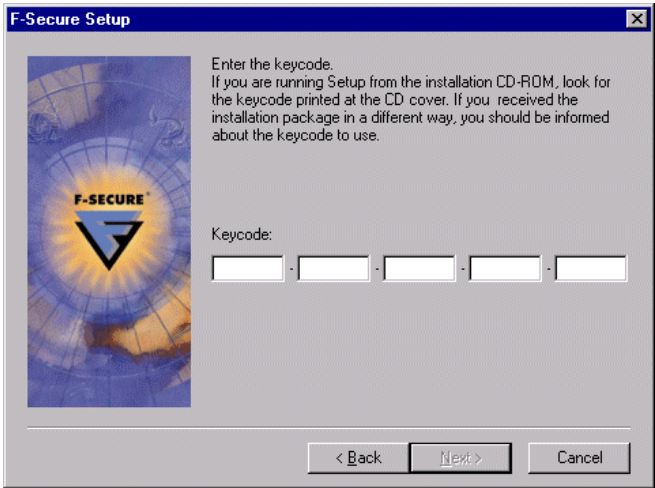 F-Secure Setup
Enter the keycode.
If you are running Setup from the installation CD-ROM, look for
the keycode printed at the CD cover. If you  received the
installation package in a different way, you should be informed
about the keycode to use.
F-SECURE®
Keycode:
- - - -
< Back
Next >
Cancel